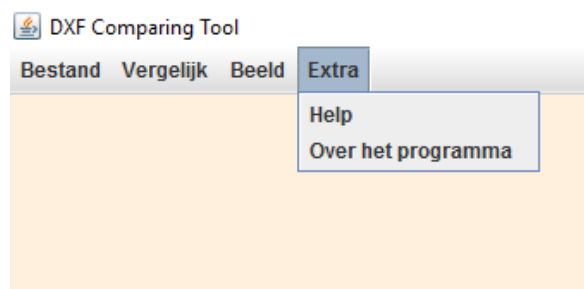 DXF Comparing Tool
Bestand Vergelijk Beeld Extra
Help
Over het programma